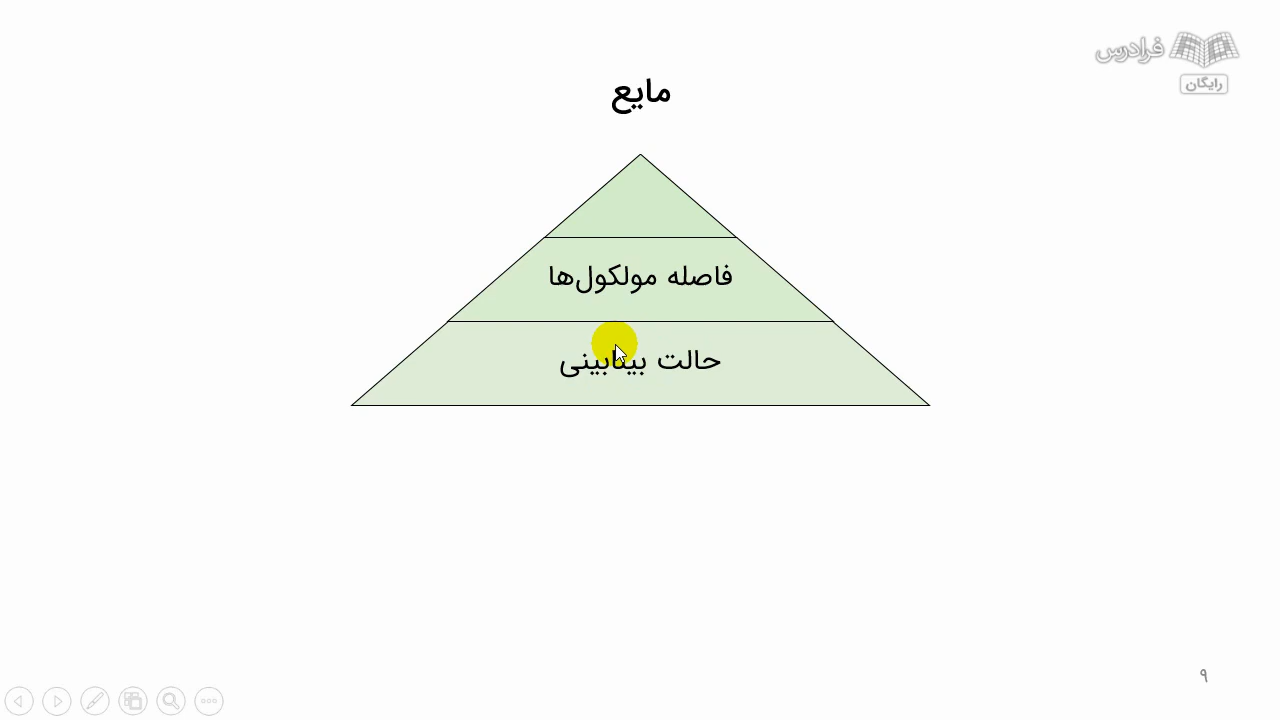 فرادرس
رایگان
مایع
فاصله مولکول‌ها
حالت بینابینی
۹